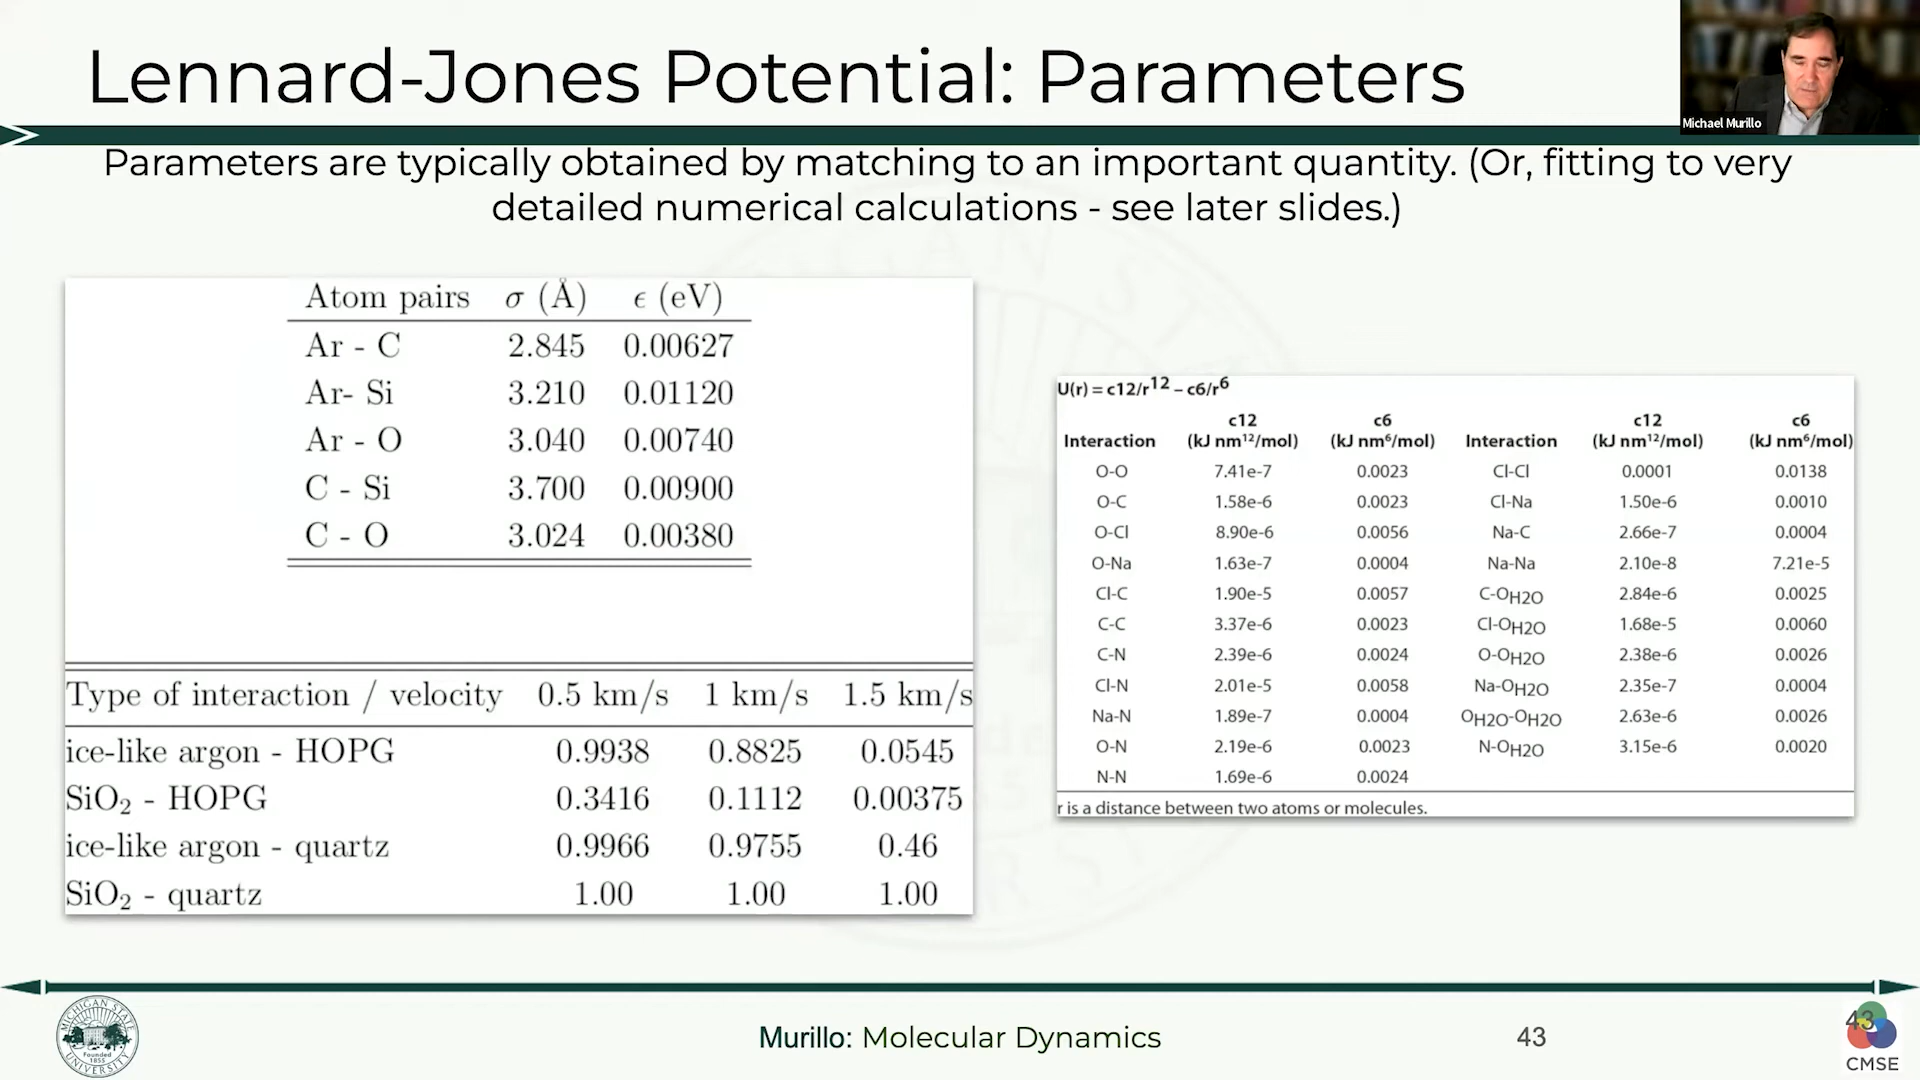 Lennard-Jones Potential: Parameters
Michael Murillo
Parameters are typically obtained by matching to an important quantity. (Or, fitting to very
detailed numerical calculations - see later slides.)
Atom pairs σ (Å) ϵ (eV)
Ar - C 2.845 0.00627
Ar- Si 3.210 0.01120
Ar - O 3.040 0.00740
C - Si 3.700 0.00900
C - O 3.024 0.00380
Type of interaction / velocity 0.5 km/s 1 km/s 1.5 km/s
ice-like argon - HOPG 0.9938 0.8825 0.0545
SiO₂ - HOPG 0.3416 0.1112 0.00375
ice-like argon - quartz 0.9966 0.9755 0.46
SiO₂ - quartz 1.00 1.00 1.00
U(r) = c12/r¹² – c6/r⁶
c12 c6 c12 c6
Interaction (kJ nm¹²/mol) (kJ nm⁶/mol) Interaction (kJ nm¹²/mol) (kJ nm⁶/mol)
O-O 7.41e-7 0.0023 Cl-Cl 0.0001 0.0138
O-C 1.58e-6 0.0023 Cl-Na 1.50e-6 0.0010
O-Cl 8.90e-6 0.0056 Na-C 2.66e-7 0.0004
O-Na 1.63e-7 0.0004 Na-Na 2.10e-8 7.21e-5
Cl-C 1.90e-5 0.0057 C-OH2O 2.84e-6 0.0025
C-C 3.37e-6 0.0023 Cl-OH2O 1.68e-5 0.0060
C-N 2.39e-6 0.0024 O-OH2O 2.38e-6 0.0026
Cl-N 2.01e-5 0.0058 Na-OH2O 2.35e-7 0.0004
Na-N 1.89e-7 0.0004 OH2O-OH2O 2.63e-6 0.0026
O-N 2.19e-6 0.0023 N-OH2O 3.15e-6 0.0020
N-N 1.69e-6 0.0024
r is a distance between two atoms or molecules.
MICHIGAN STATE
UNIVERSITY
Founded
1855
Murillo: Molecular Dynamics
43
43
CMSE